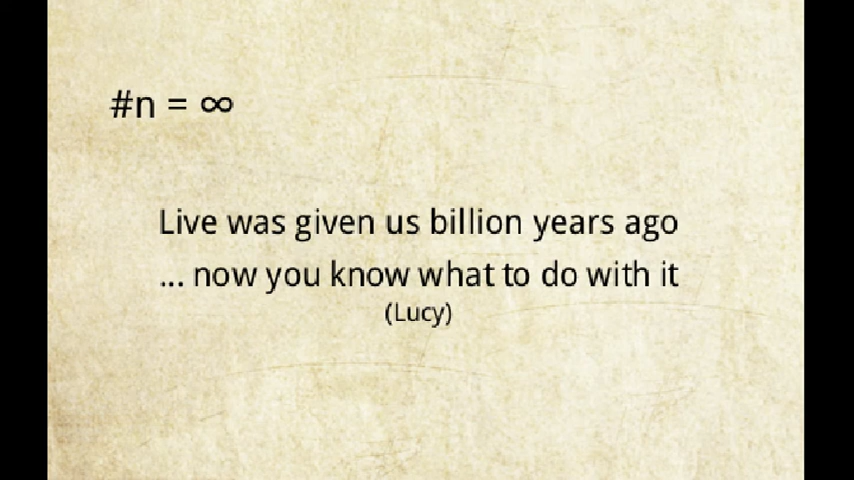 #n = ∞
Live was given us billion years ago
... now you know what to do with it
(Lucy)